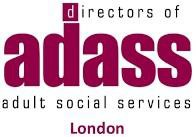 directors of
adass
adult social services
London